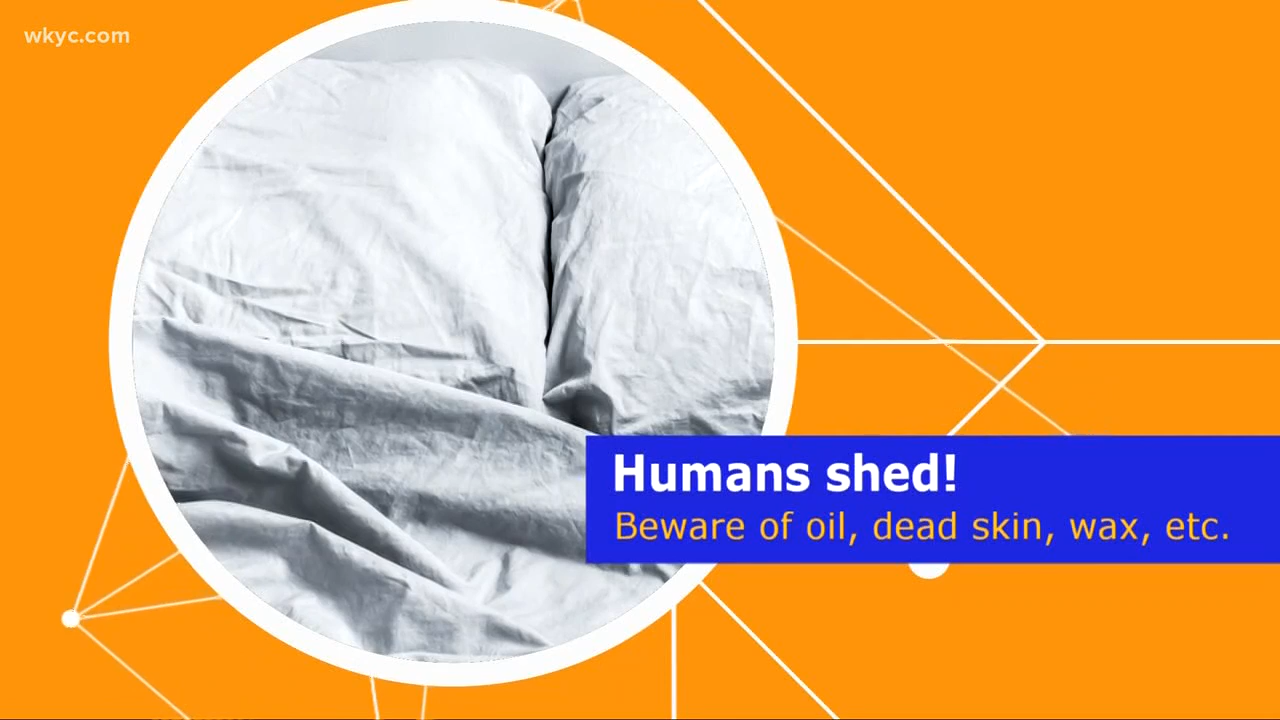 wkyc.com
Humans shed!
Beware of oil, dead skin, wax, etc.